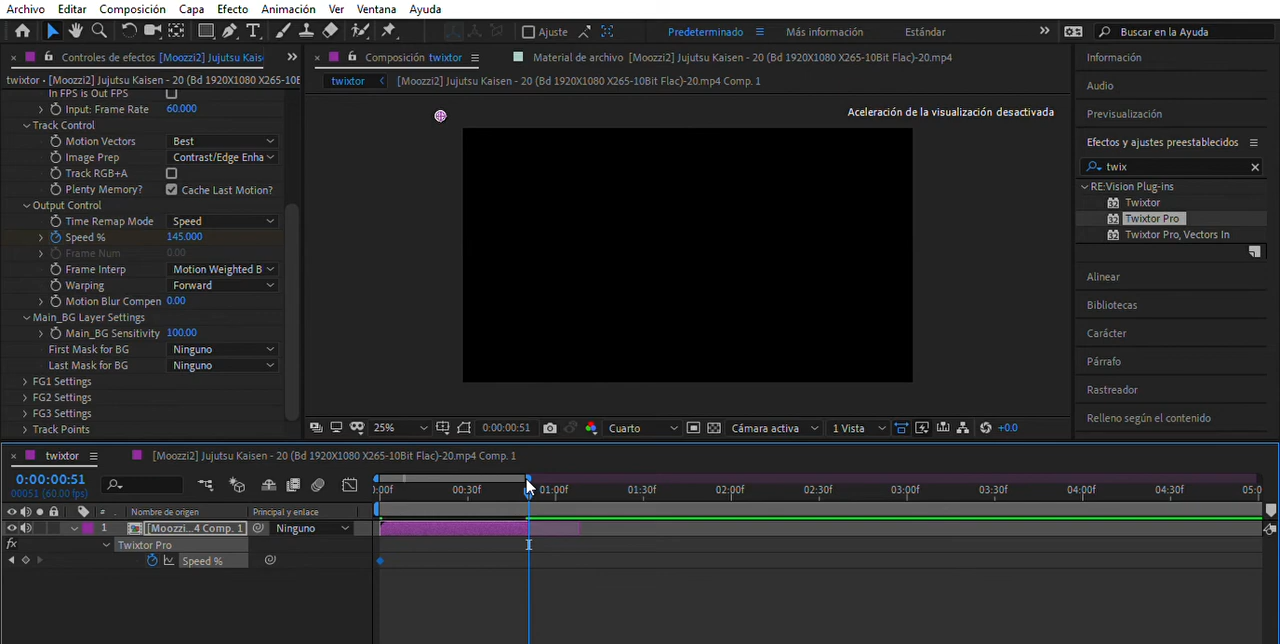 Archivo Editar Composición Capa Efecto Animación Ver Ventana Ayuda
Ajuste Predeterminado Más información Estándar Buscar en la Ayuda
Controles de efectos [Moozzi2] Jujutsu Kais
twixtor • [Moozzi2] Jujutsu Kaisen - 20 (Bd 1920X1080 X265-10B
In FPS is Out FPS
Input: Frame Rate 60.000
Track Control
Motion Vectors Best
Image Prep Contrast/Edge Enha
Track RGB+A
Plenty Memory? Cache Last Motion?
Output Control
Time Remap Mode Speed
Speed % 145.000
Frame Num 0.00
Frame Interp Motion Weighted B
Warping Forward
Motion Blur Compen 0.00
Main_BG Layer Settings
Main_BG Sensitivity 100.00
First Mask for BG Ninguno
Last Mask for BG Ninguno
FG1 Settings
FG2 Settings
FG3 Settings
Track Points
Composición twixtor Material de archivo [Moozzi2] Jujutsu Kaisen - 20 (Bd 1920X1080 X265-10Bit Flac)-20.mp4
twixtor [Moozzi2] Jujutsu Kaisen - 20 (Bd 1920X1080 X265-10Bit Flac)-20.mp4 Comp. 1
Aceleración de la visualización desactivada
25% 0:00:00:51 Cuarto Cámara activa 1 Vista +0.0
Información
Audio
Previsualización
Efectos y ajustes preestablecidos
twix
RE:Vision Plug-ins
32 Twixtor
32 Twixtor Pro
32 Twixtor Pro, Vectors In
Alinear
Bibliotecas
Carácter
Párrafo
Rastreador
Relleno según el contenido
twixtor [Moozzi2] Jujutsu Kaisen - 20 (Bd 1920X1080 X265-10Bit Flac)-20.mp4 Comp. 1
0:00:00:51
00051 (60.00 fps)
:00f 00:30f 01:00f 01:30f 02:00f 02:30f 03:00f 03:30f 04:00f 04:30f 05:0
# . Nombre de origen Principal y enlace
1 [Moozzi...4 Comp. 1 Ninguno
fx Twixtor Pro
Speed %